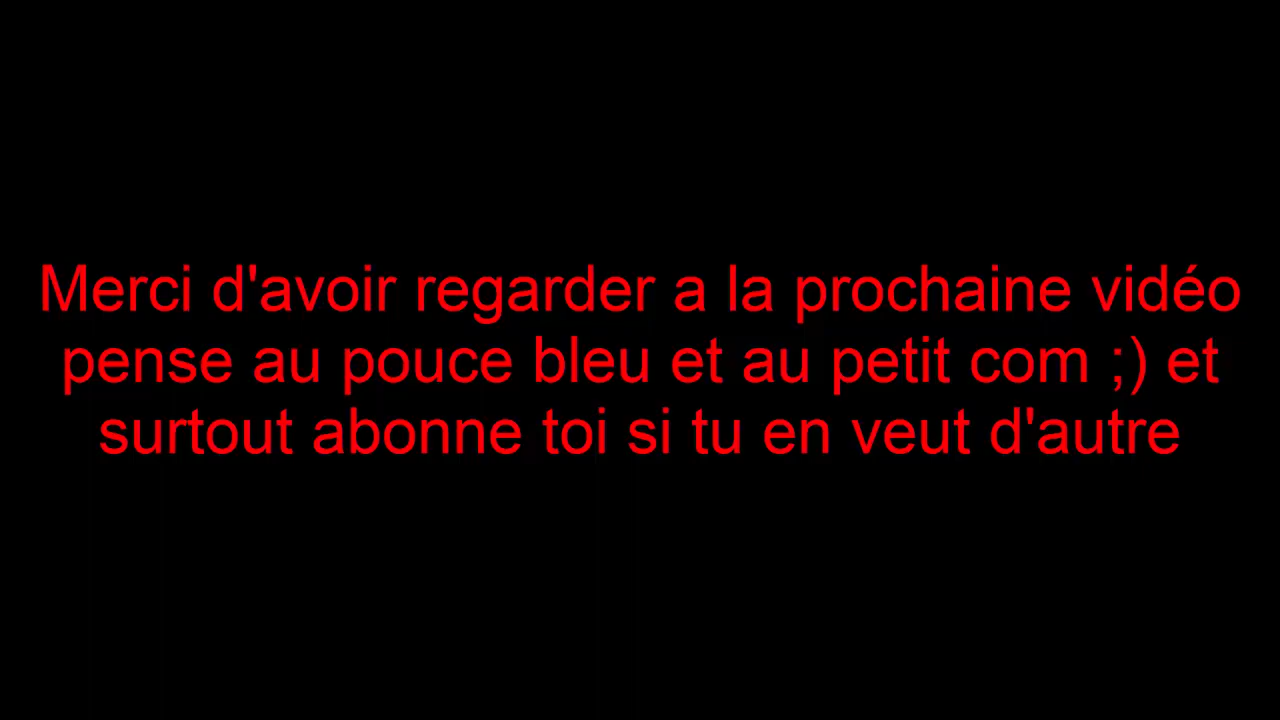 Merci d'avoir regarder a la prochaine vidéo
pense au pouce bleu et au petit com ;) et
surtout abonne toi si tu en veut d'autre